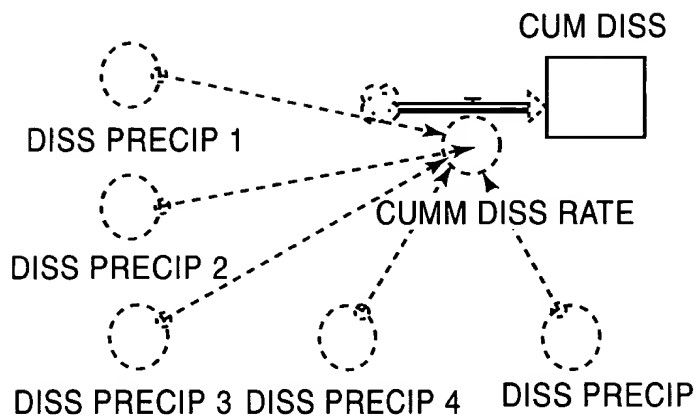 CUM DISS
DISS PRECIP 1
CUMM DISS RATE
DISS PRECIP 2
DISS PRECIP 3
DISS PRECIP 4
DISS PRECIP